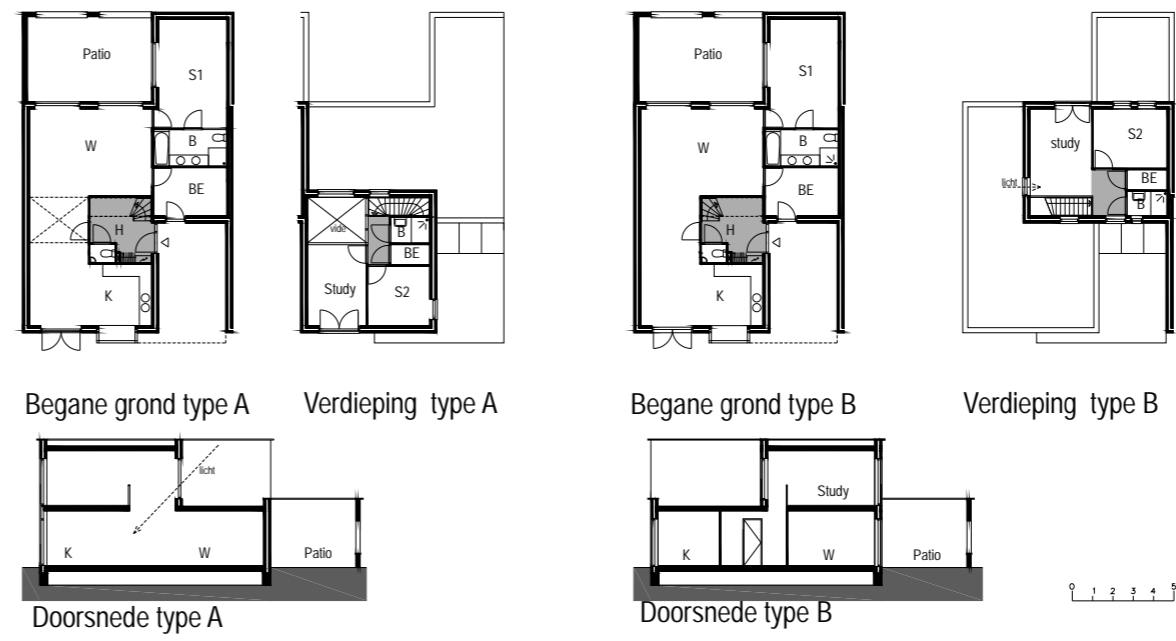 Patio
S1
W
B
BE
H
K
vide
B
BE
Study
S2
Begane grond type A
Verdieping type A
Patio
S1
W
B
BE
H
K
study
S2
licht
BE
B
Begane grond type B
Verdieping type B
licht
K
W
Patio
Doorsnede type A
Study
K
W
Patio
Doorsnede type B
0 1 2 3 4 5